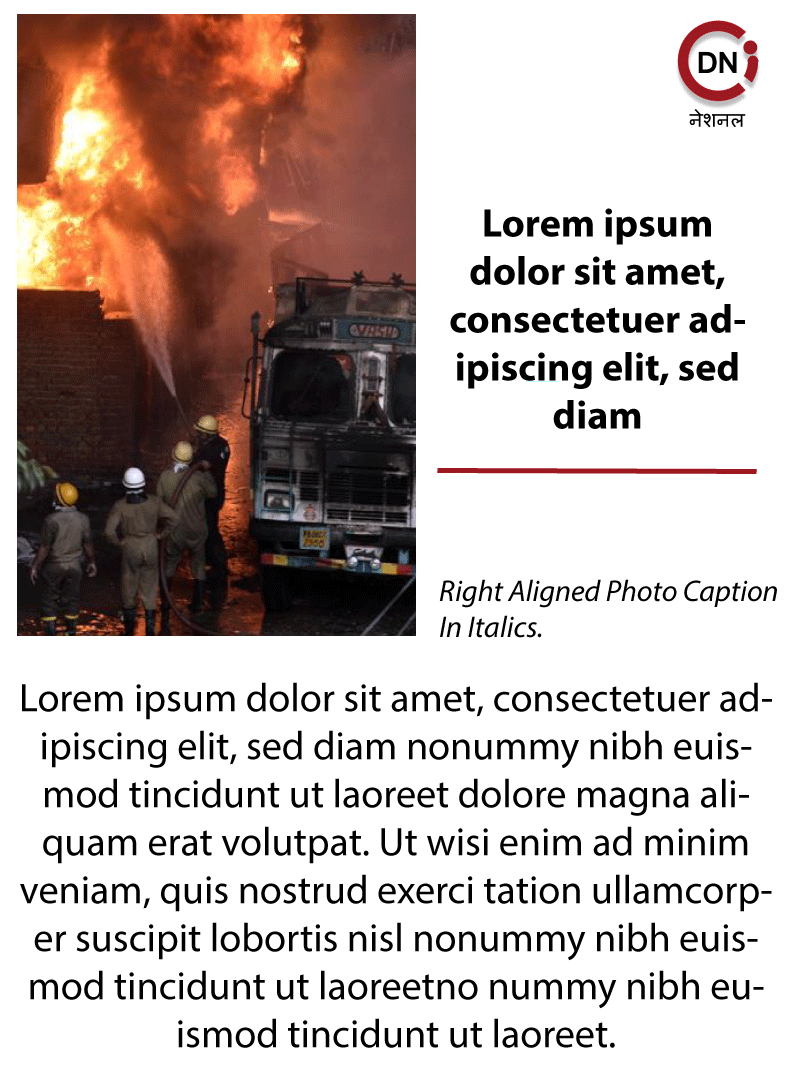 DN
नेशनल
Lorem ipsum
dolor sit amet,
consectetuer ad-
ipiscing elit, sed
diam
VASU
Right Aligned Photo Caption
In Italics.
Lorem ipsum dolor sit amet, consectetuer ad-
ipiscing elit, sed diam nonummy nibh euis-
mod tincidunt ut laoreet dolore magna ali-
quam erat volutpat. Ut wisi enim ad minim
veniam, quis nostrud exerci tation ullamcorp-
er suscipit lobortis nisl nonummy nibh euis-
mod tincidunt ut laoreetno nummy nibh eu-
ismod tincidunt ut laoreet.